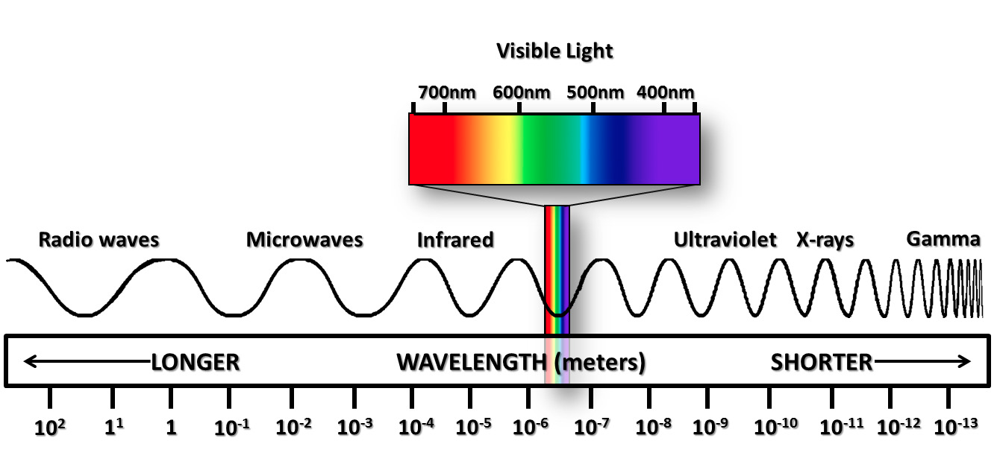 Visible Light
700nm 600nm 500nm 400nm
Radio waves Microwaves Infrared Ultraviolet X-rays Gamma
LONGER WAVELENGTH (meters) SHORTER
10² 1¹ 1 10⁻¹ 10⁻² 10⁻³ 10⁻⁴ 10⁻⁵ 10⁻⁶ 10⁻⁷ 10⁻⁸ 10⁻⁹ 10⁻¹⁰ 10⁻¹¹ 10⁻¹² 10⁻¹³